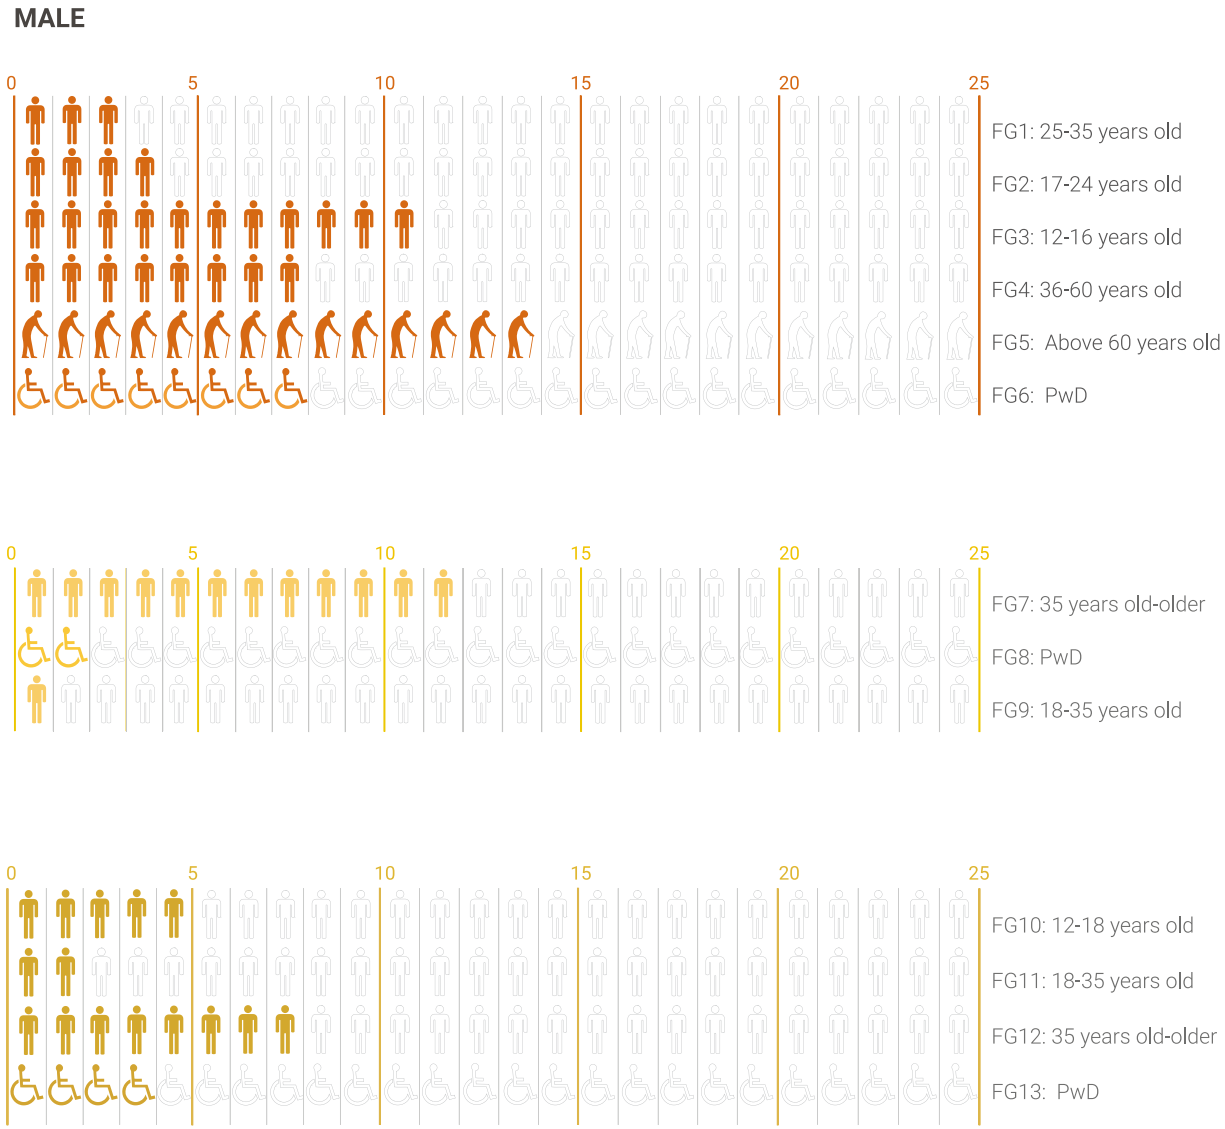 MALE
0 5 10 15 20 25
FG1: 25-35 years old
FG2: 17-24 years old
FG3: 12-16 years old
FG4: 36-60 years old
FG5: Above 60 years old
FG6: PwD
0 5 10 15 20 25
FG7: 35 years old-older
FG8: PwD
FG9: 18-35 years old
0 5 10 15 20 25
FG10: 12-18 years old
FG11: 18-35 years old
FG12: 35 years old-older
FG13: PwD